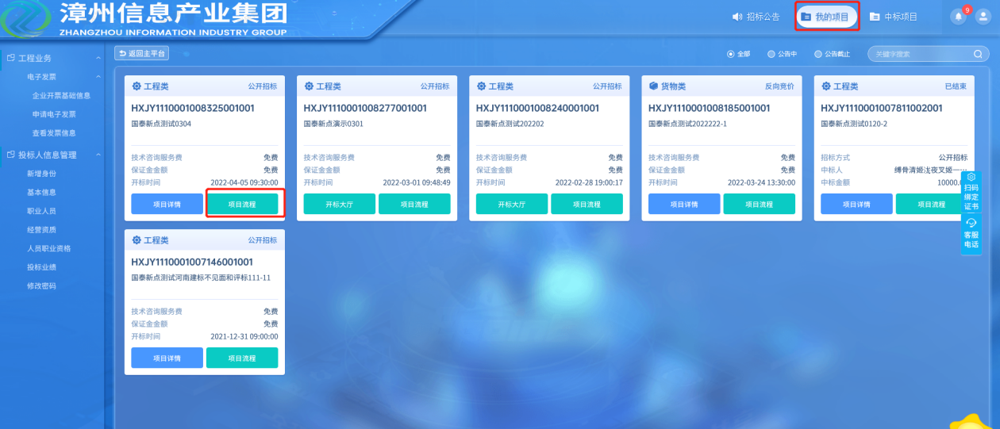 漳州信息产业集团
ZHANGZHOU INFORMATION INDUSTRY GROUP
招标公告
我的项目
中标项目
9
工程业务
电子发票
企业开票基础信息
申请电子发票
查看发票信息
投标人信息管理
新增身份
基本信息
职业人员
经营资质
人员职业资格
投标业绩
修改密码
返回主平台
全部
公告中
公告截止
关键字搜索
工程类 公开招标
HXJY1110001008325001001
国泰新点测试0304
技术咨询服务费 免费
保证金金额 免费
开标时间 2022-04-05 09:30:00
项目详情 项目流程
工程类 公开招标
HXJY1110001008277001001
国泰新点演示0301
技术咨询服务费 免费
保证金金额 免费
开标时间 2022-03-01 09:48:49
开标大厅 项目流程
工程类 公开招标
HXJY1110001008240001001
国泰新点测试202202
技术咨询服务费 免费
保证金金额 免费
开标时间 2022-02-28 19:00:17
开标大厅 项目流程
货物类 反向竞价
HXJY1110001008185001001
国泰新点测试2022222-1
技术咨询服务费 免费
保证金金额 免费
开标时间 2022-03-24 13:30:00
项目详情 项目流程
工程类 已结束
HXJY1110001007811002001
国泰新点测试0120-2
招标方式 公开招标
中标人 缚骨清姬泷夜叉姬一···
中标金额 10000.
项目详情 项目流程
工程类 公开招标
HXJY1110001007146001001
国泰新点测试河南建标不见面和评标111-11
技术咨询服务费 免费
保证金金额 免费
开标时间 2021-12-31 09:00:00
项目详情 项目流程
扫码
绑定
证书
客服
电话